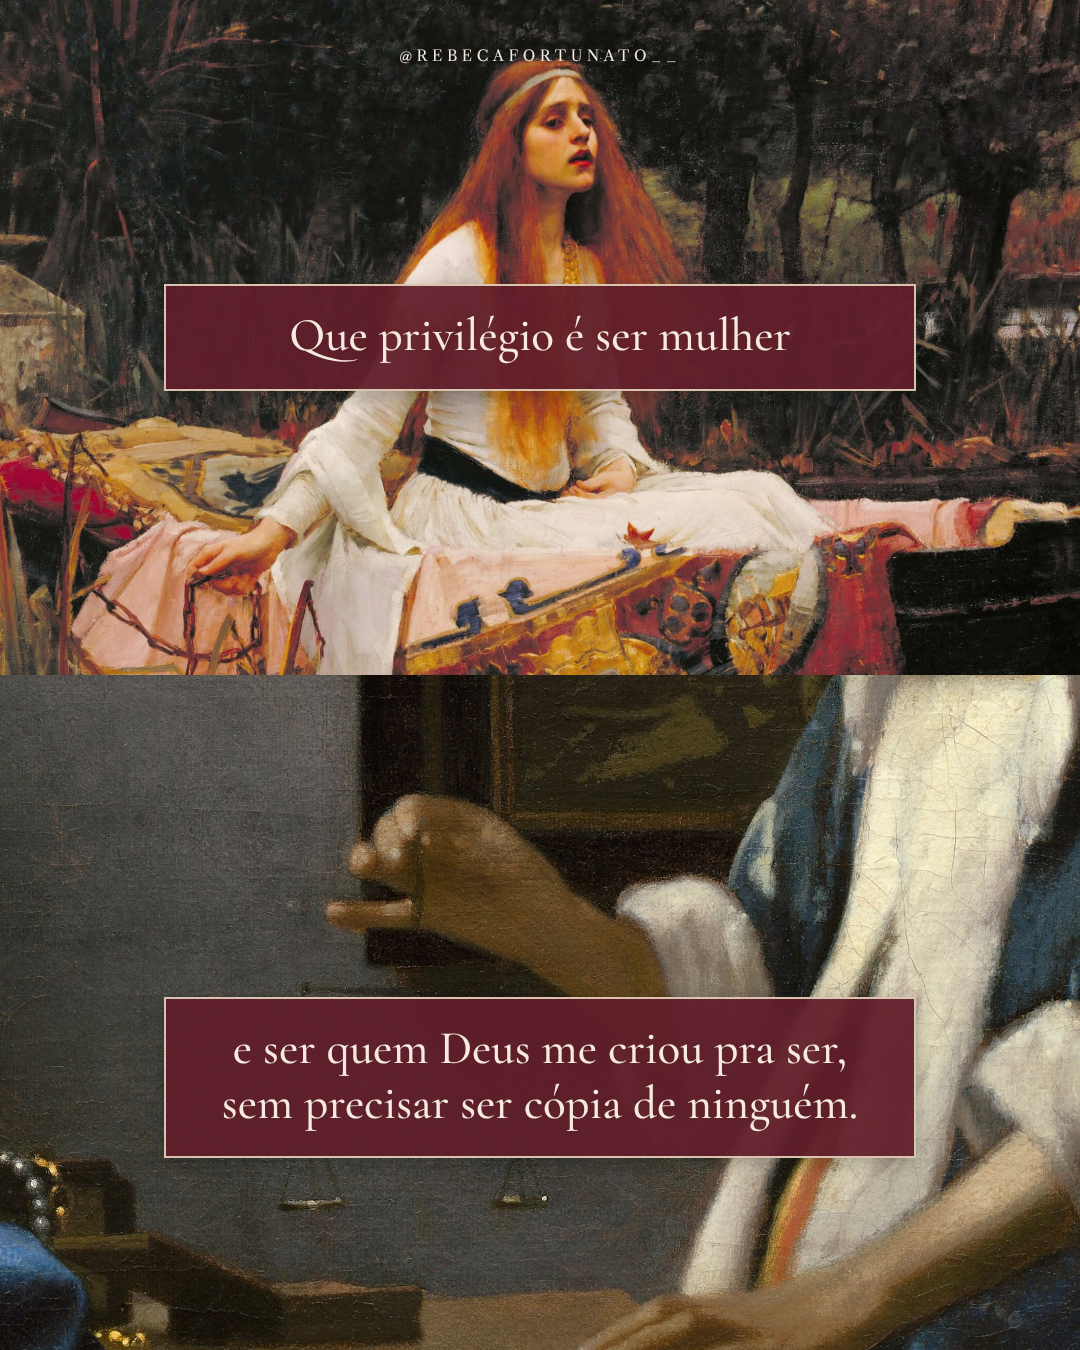 @REBECAFORTUNATO__
Que privilégio é ser mulher
e ser quem Deus me criou pra ser,
sem precisar ser cópia de ninguém.